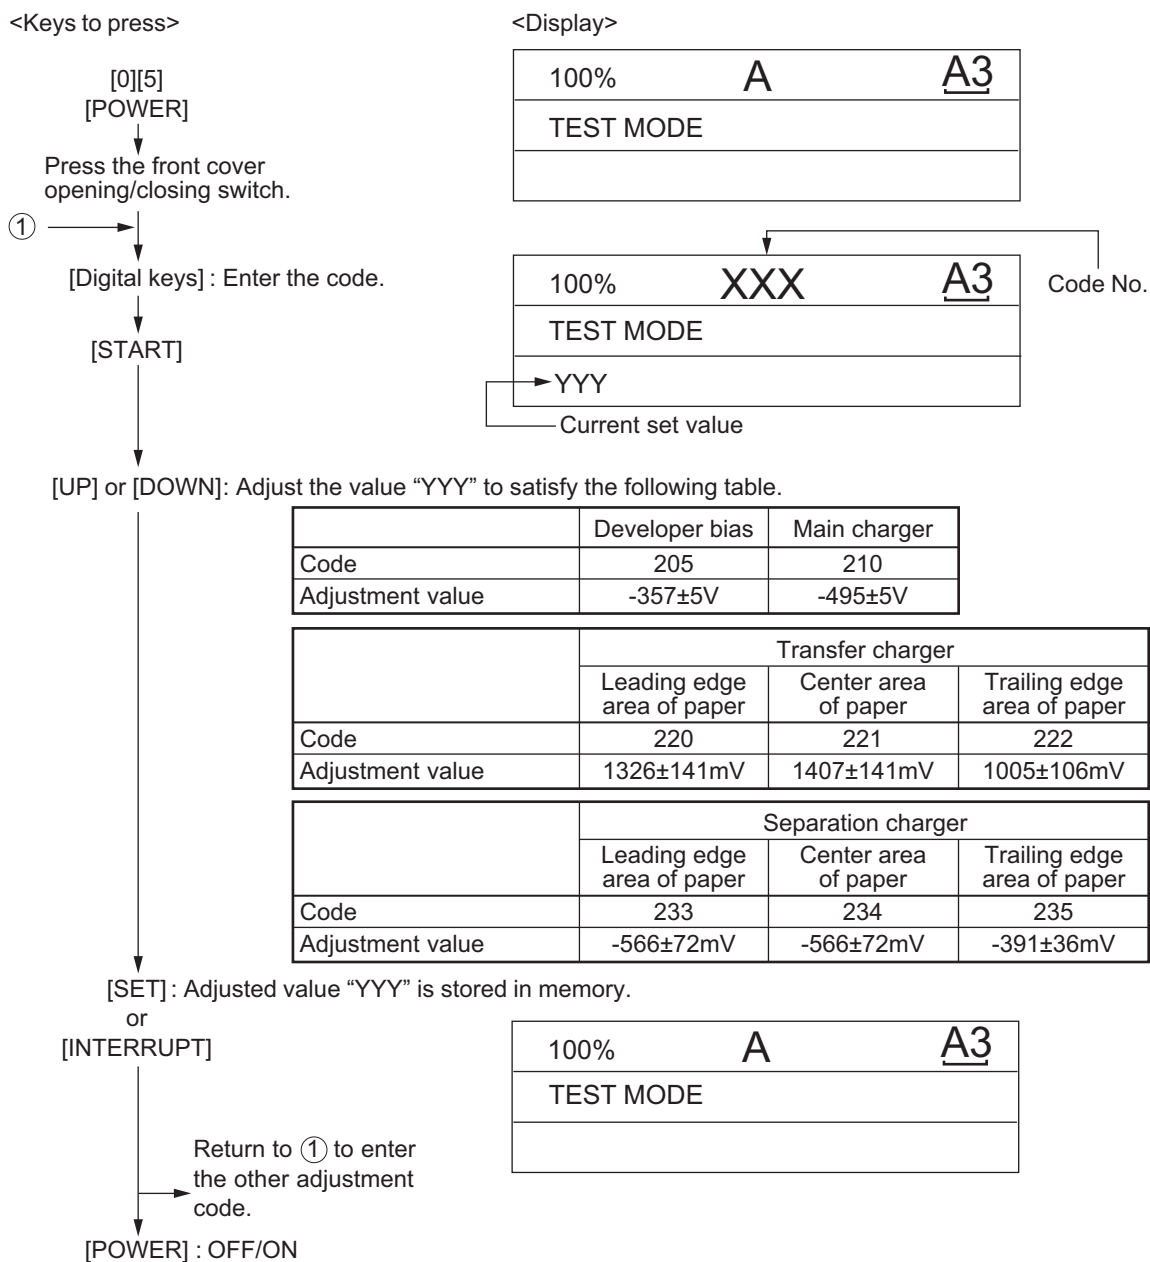 <Keys to press>
<Display>
[0][5]
[POWER]
100% A A3
TEST MODE
Press the front cover
opening/closing switch.
①
[Digital keys] : Enter the code.
100% XXX A3
Code No.
TEST MODE
[START]
YYY
Current set value
[UP] or [DOWN]: Adjust the value “YYY” to satisfy the following table.
Developer bias Main charger
Code 205 210
Adjustment value -357±5V -495±5V
Transfer charger
Leading edge area of paper Center area of paper Trailing edge area of paper
Code 220 221 222
Adjustment value 1326±141mV 1407±141mV 1005±106mV
Separation charger
Leading edge area of paper Center area of paper Trailing edge area of paper
Code 233 234 235
Adjustment value -566±72mV -566±72mV -391±36mV
[SET] : Adjusted value “YYY” is stored in memory.
or
[INTERRUPT]
100% A A3
TEST MODE
Return to ① to enter
the other adjustment
code.
[POWER] : OFF/ON